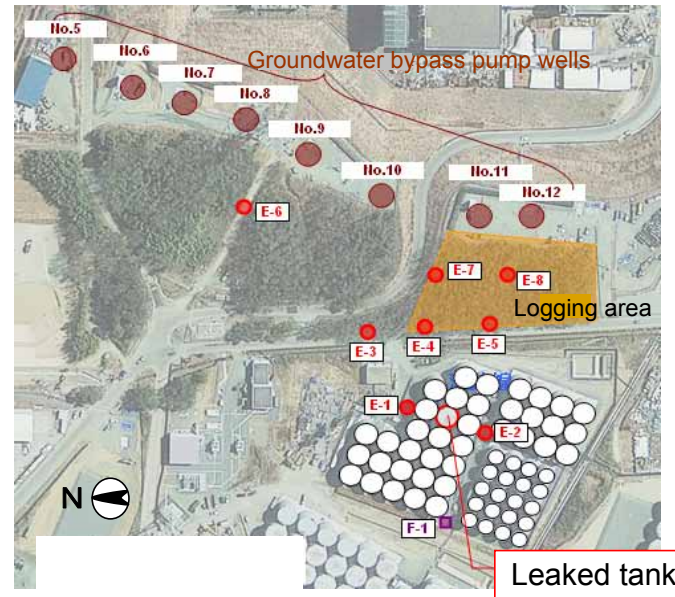 No.5
No.6
No.7
No.8
Groundwater bypass pump wells
No.9
No.10
No.11
No.12
E-6
E-7
E-8
Logging area
E-3
E-4
E-5
E-1
E-2
N
F-1
Leaked tank